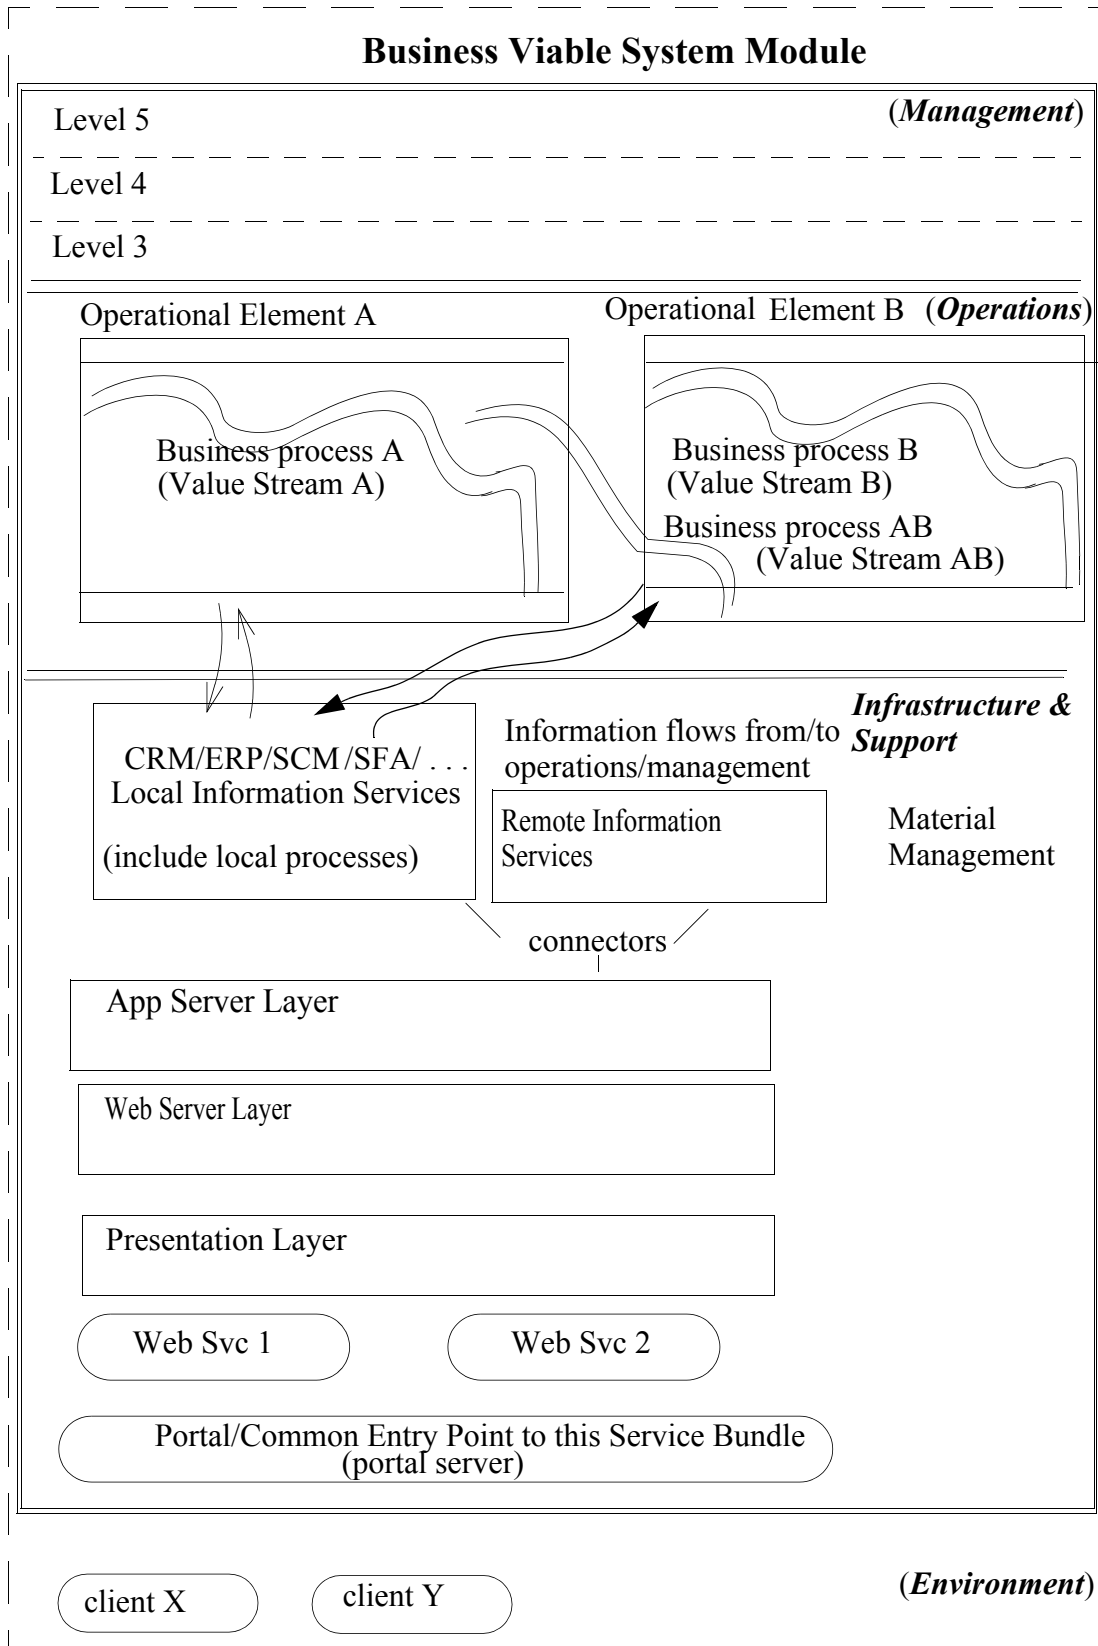 Business Viable System Module
Level 5
(Management)
Level 4
Level 3
Operational Element A
Operational Element B (Operations)
Business process A
(Value Stream A)
Business process B
(Value Stream B)
Business process AB
(Value Stream AB)
CRM/ERP/SCM/SFA/ . . .
Local Information Services
(include local processes)
Information flows from/to
operations/management
Infrastructure &
Support
Remote Information
Services
Material
Management
connectors
App Server Layer
Web Server Layer
Presentation Layer
Web Svc 1
Web Svc 2
Portal/Common Entry Point to this Service Bundle
(portal server)
client X
client Y
(Environment)